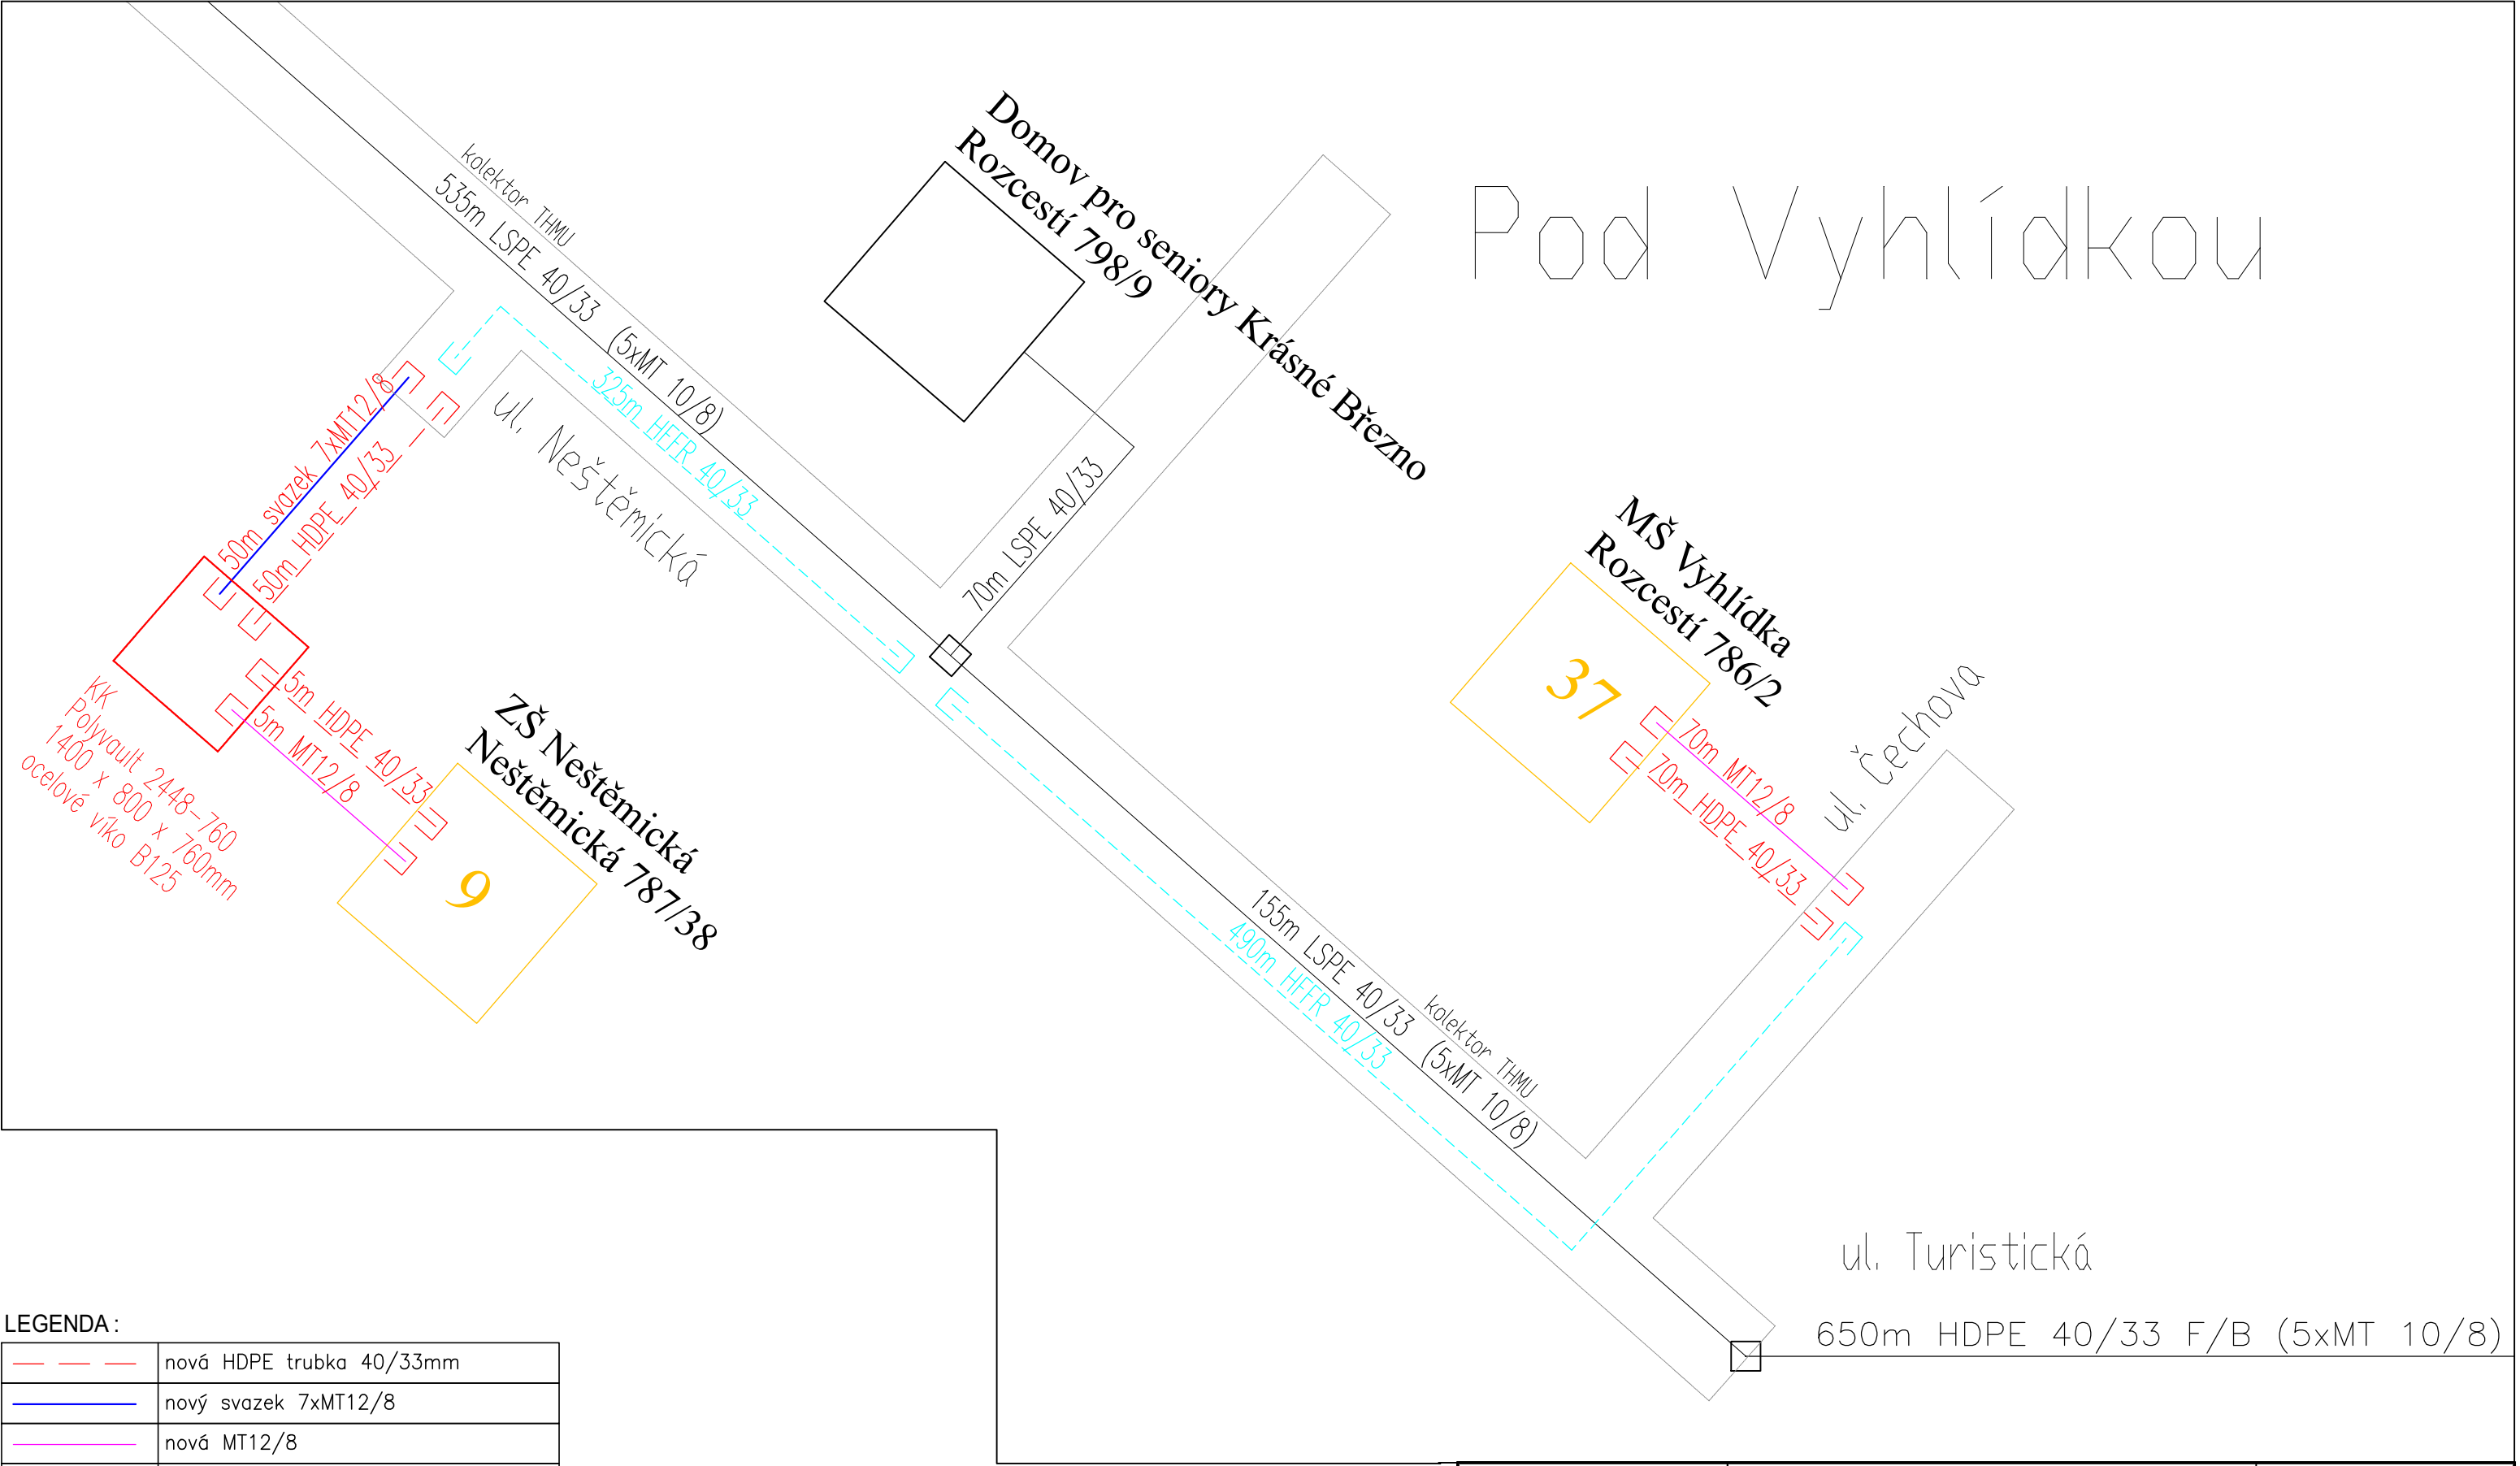 Pod Vyhlídkou
Domov pro seniory Krásné Březno
Rozcestí 798/9
kolektor THMU
535m LSPE 40/33 (5xMT 10/8)
325m HFFR 40/33
ul. Neštěmická
70m LSPE 40/33
50m svazek 7xMT12/8
50m HDPE 40/33
5m HDPE 40/33
5m MT12/8
KK
Polyvault 2448-760
1400 x 800 x 760mm
ocelové víko B125
ZŠ Neštěmická
Neštěmická 787/38
9
MŠ Vyhlídka
Rozcestí 786/2
37
70m MT12/8
70m HDPE 40/33
ul. Čechova
155m LSPE 40/33 (5xMT 10/8)
490m HFFR 40/33
kolektor THMU
ul. Turistická
650m HDPE 40/33 F/B (5xMT 10/8)
LEGENDA :
nová HDPE trubka 40/33mm
nový svazek 7xMT12/8
nová MT12/8